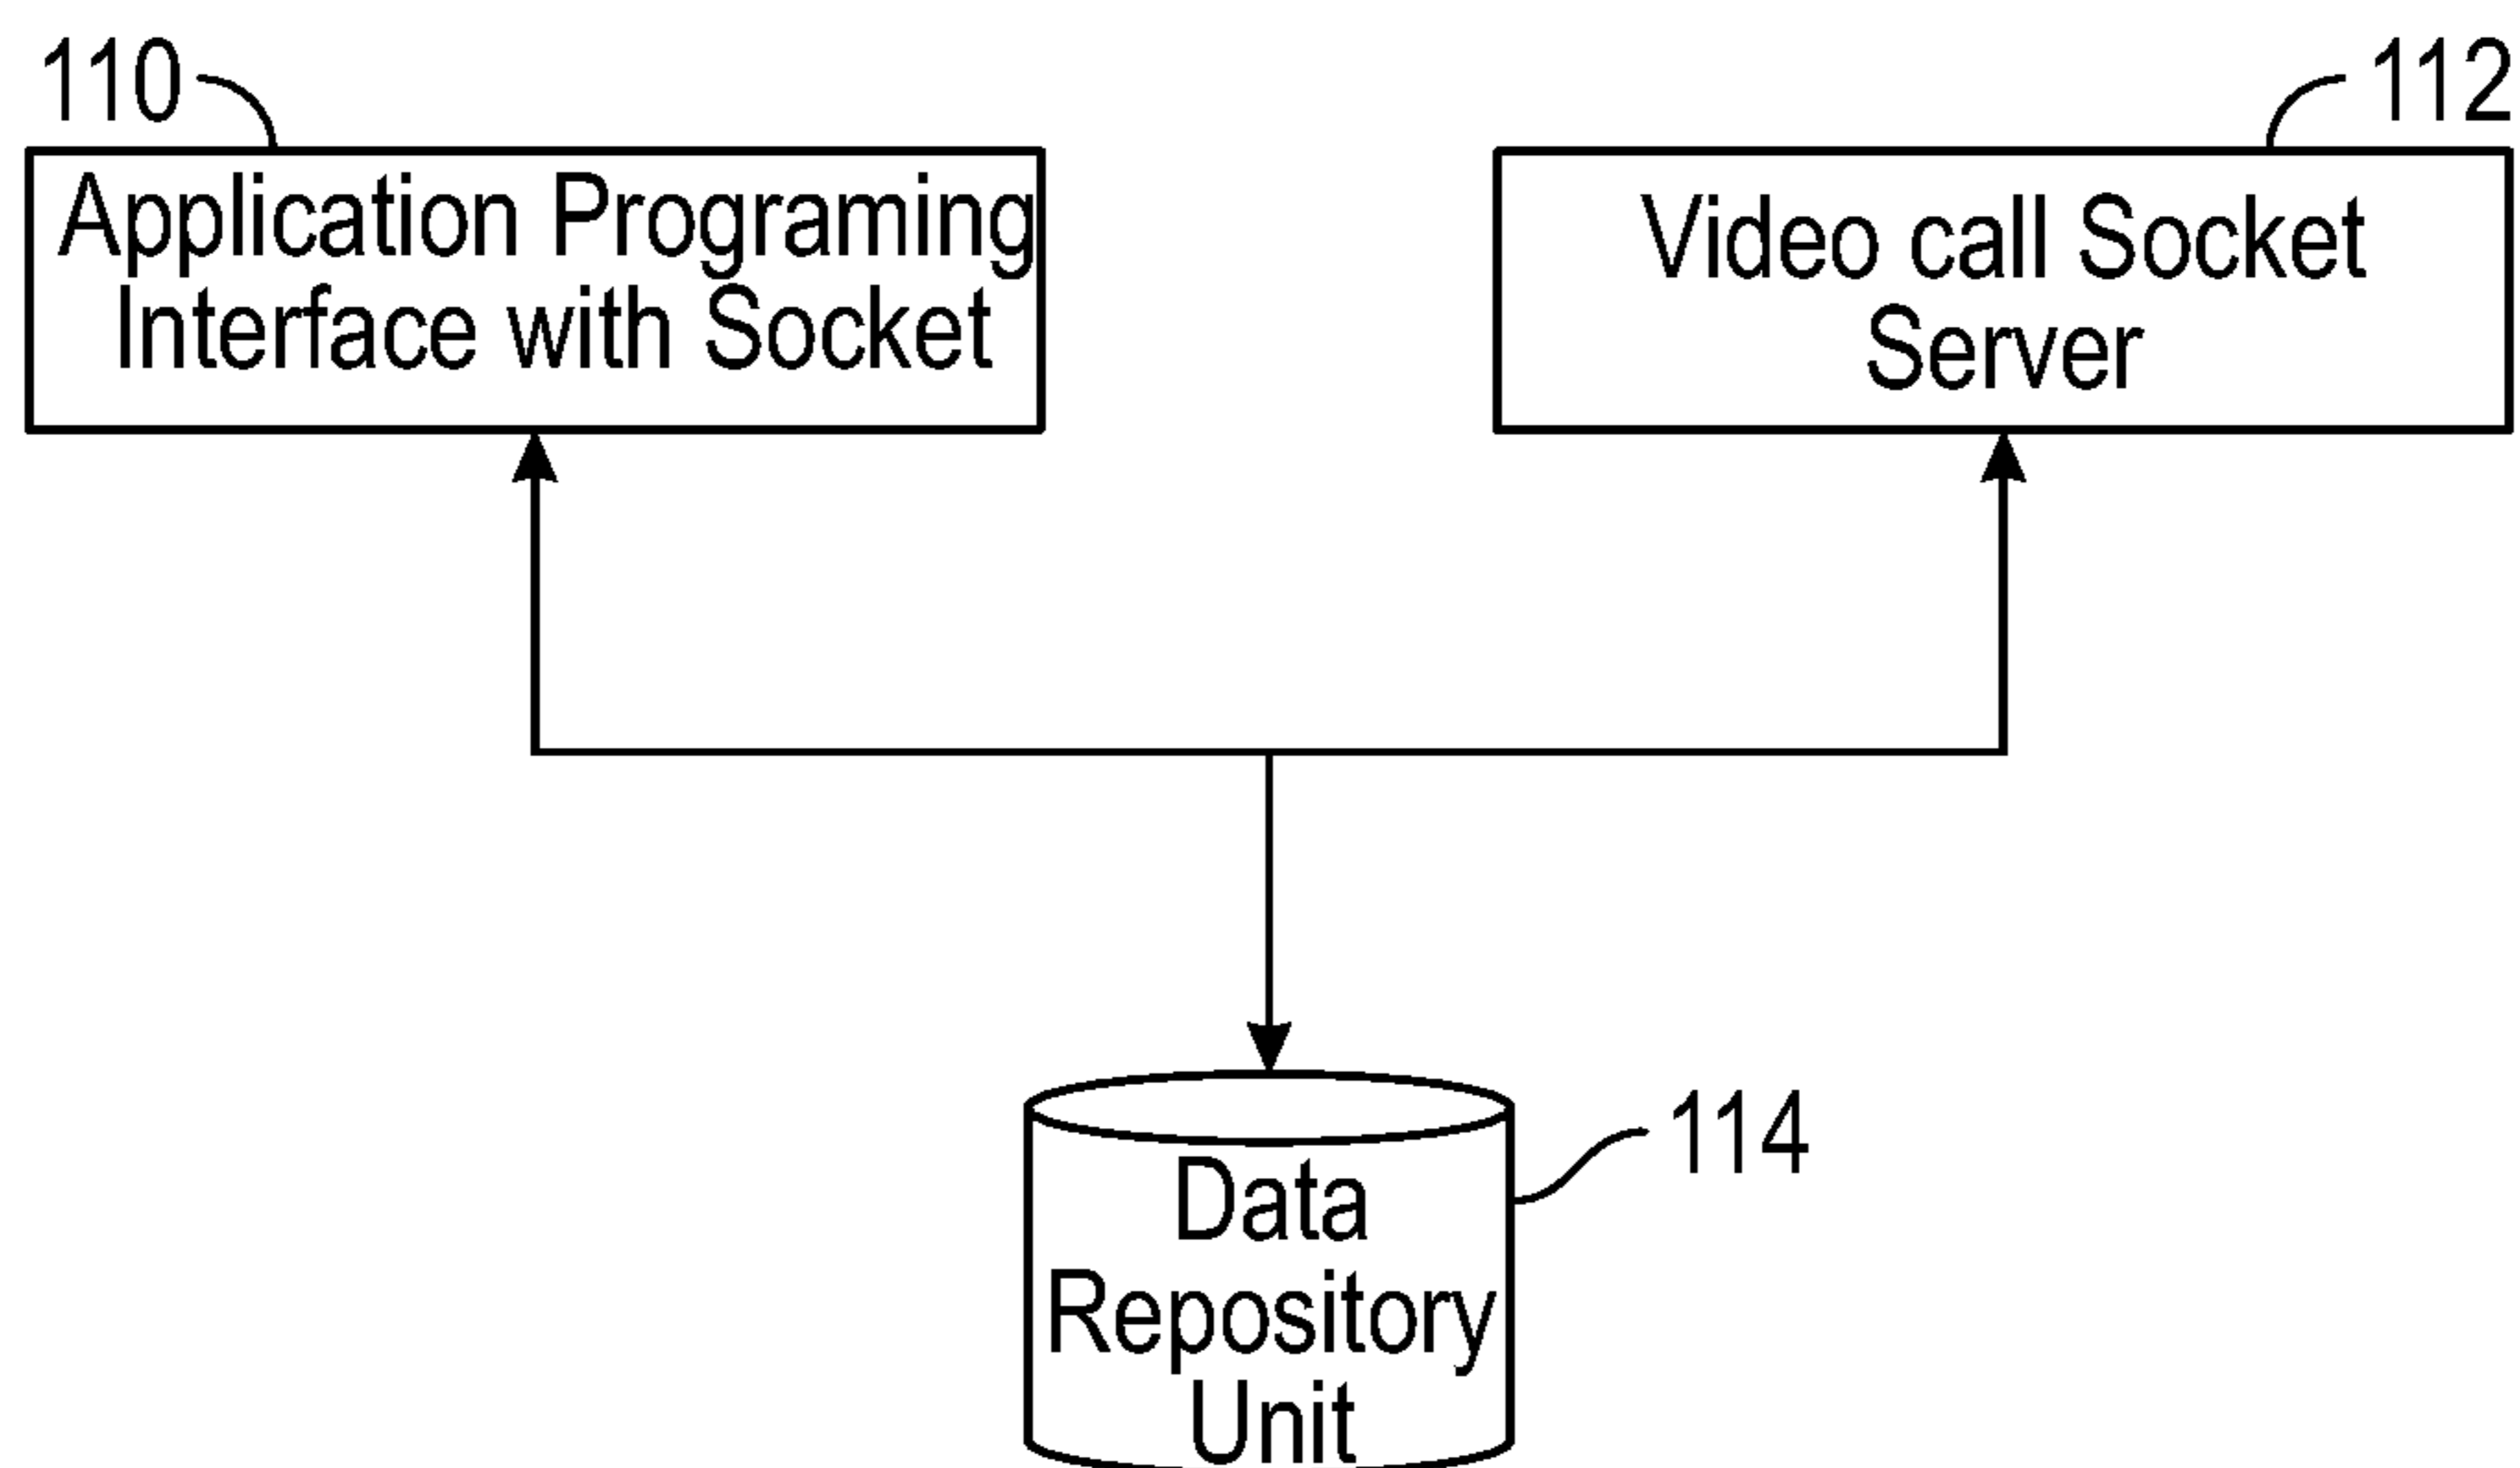 110
112
Application Programing
Interface with Socket
Video call Socket
Server
114
Data
Repository
Unit